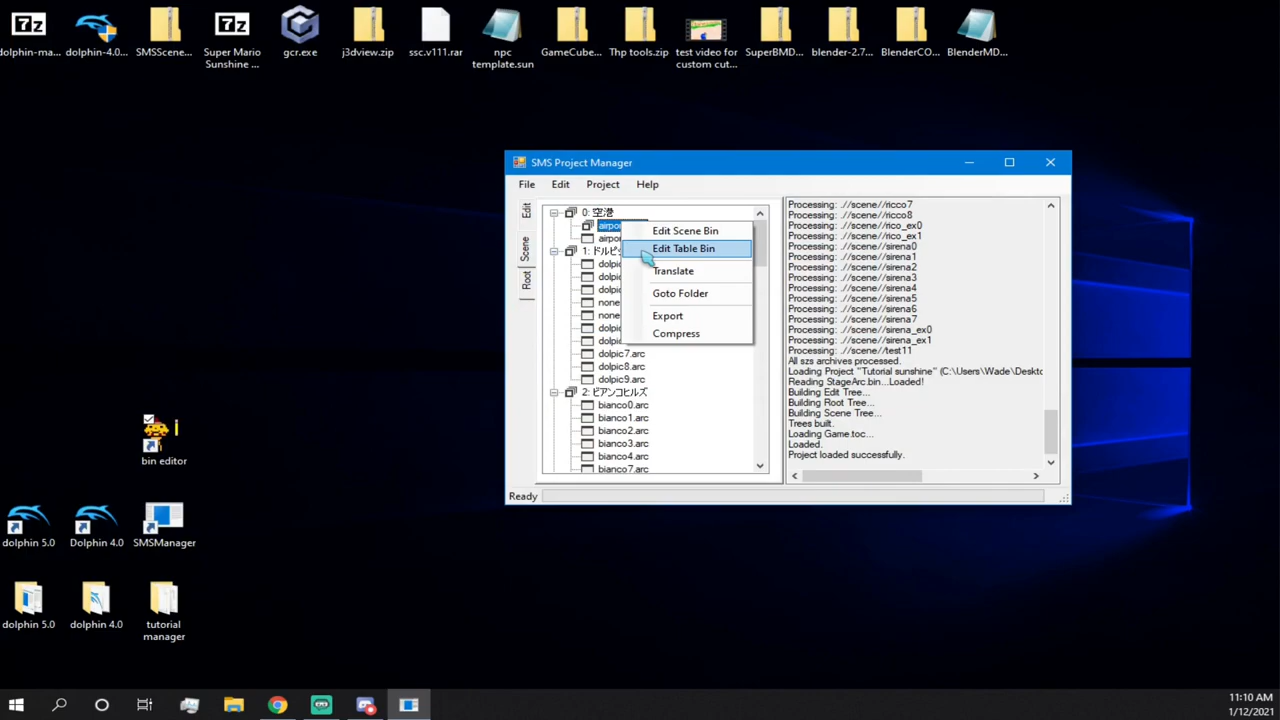 dolphin-ma...
dolphin-4.0...
SMSScene...
Super Mario
Sunshine ...
gcr.exe
j3dview.zip
ssc.v111.rar
npc
template.sun
GameCube...
Thp tools.zip
test video for
custom cut...
SuperBMD...
blender-2.7...
BlenderCO...
BlenderMD...
SMS Project Manager
File
Edit
Project
Help
Edit
Scene
Root
0: 空港
airpo
airpo
1: ドルピ
dolpic
dolpic
dolpic
none
none
dolpic
dolpic7.arc
dolpic8.arc
dolpic9.arc
2: ビアンコヒルズ
bianco0.arc
bianco1.arc
bianco2.arc
bianco3.arc
bianco4.arc
bianco7.arc
Edit Scene Bin
Edit Table Bin
Translate
Goto Folder
Export
Compress
Processing: .//scene//ricco7
Processing: .//scene//ricco8
Processing: .//scene//rico_ex0
Processing: .//scene//rico_ex1
Processing: .//scene//sirena0
Processing: .//scene//sirena1
Processing: .//scene//sirena2
Processing: .//scene//sirena3
Processing: .//scene//sirena4
Processing: .//scene//sirena5
Processing: .//scene//sirena6
Processing: .//scene//sirena7
Processing: .//scene//sirena_ex0
Processing: .//scene//sirena_ex1
Processing: .//scene//test11
All szs archives processed.
Loading Project "Tutorial sunshine" (C:\Users\Wade\Deskto
Reading StageArc.bin...Loaded!
Building Edit Tree...
Building Root Tree...
Building Scene Tree...
Trees built.
Loading Game.toc...
Loaded.
Project loaded successfully.
Ready
bin editor
dolphin 5.0
Dolphin 4.0
SMSManager
dolphin 5.0
dolphin 4.0
tutorial
manager
11:10 AM
1/12/2021